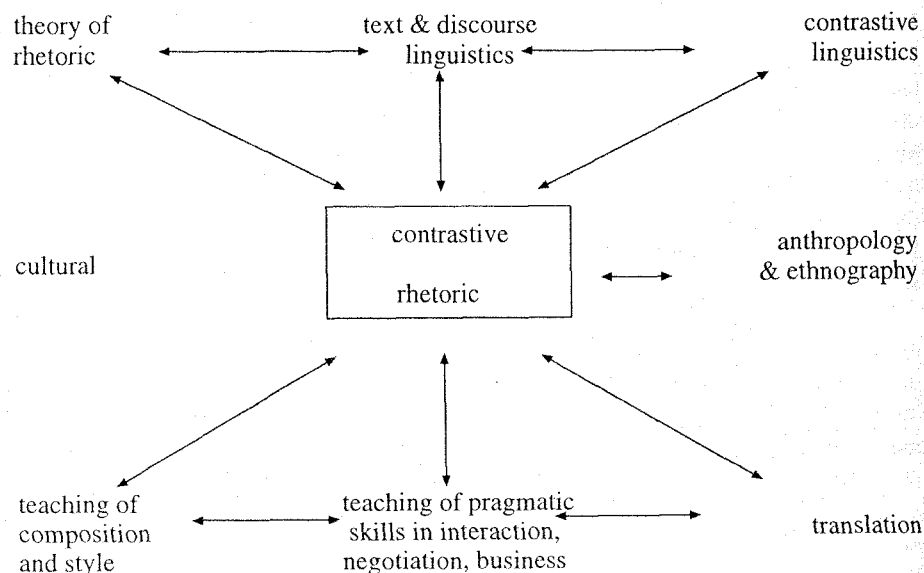 theory of
rhetoric
text & discourse
linguistics
contrastive
linguistics
cultural
contrastive
rhetoric
anthropology
& ethnography
teaching of
composition
and style
teaching of pragmatic
skills in interaction,
negotiation, business
translation